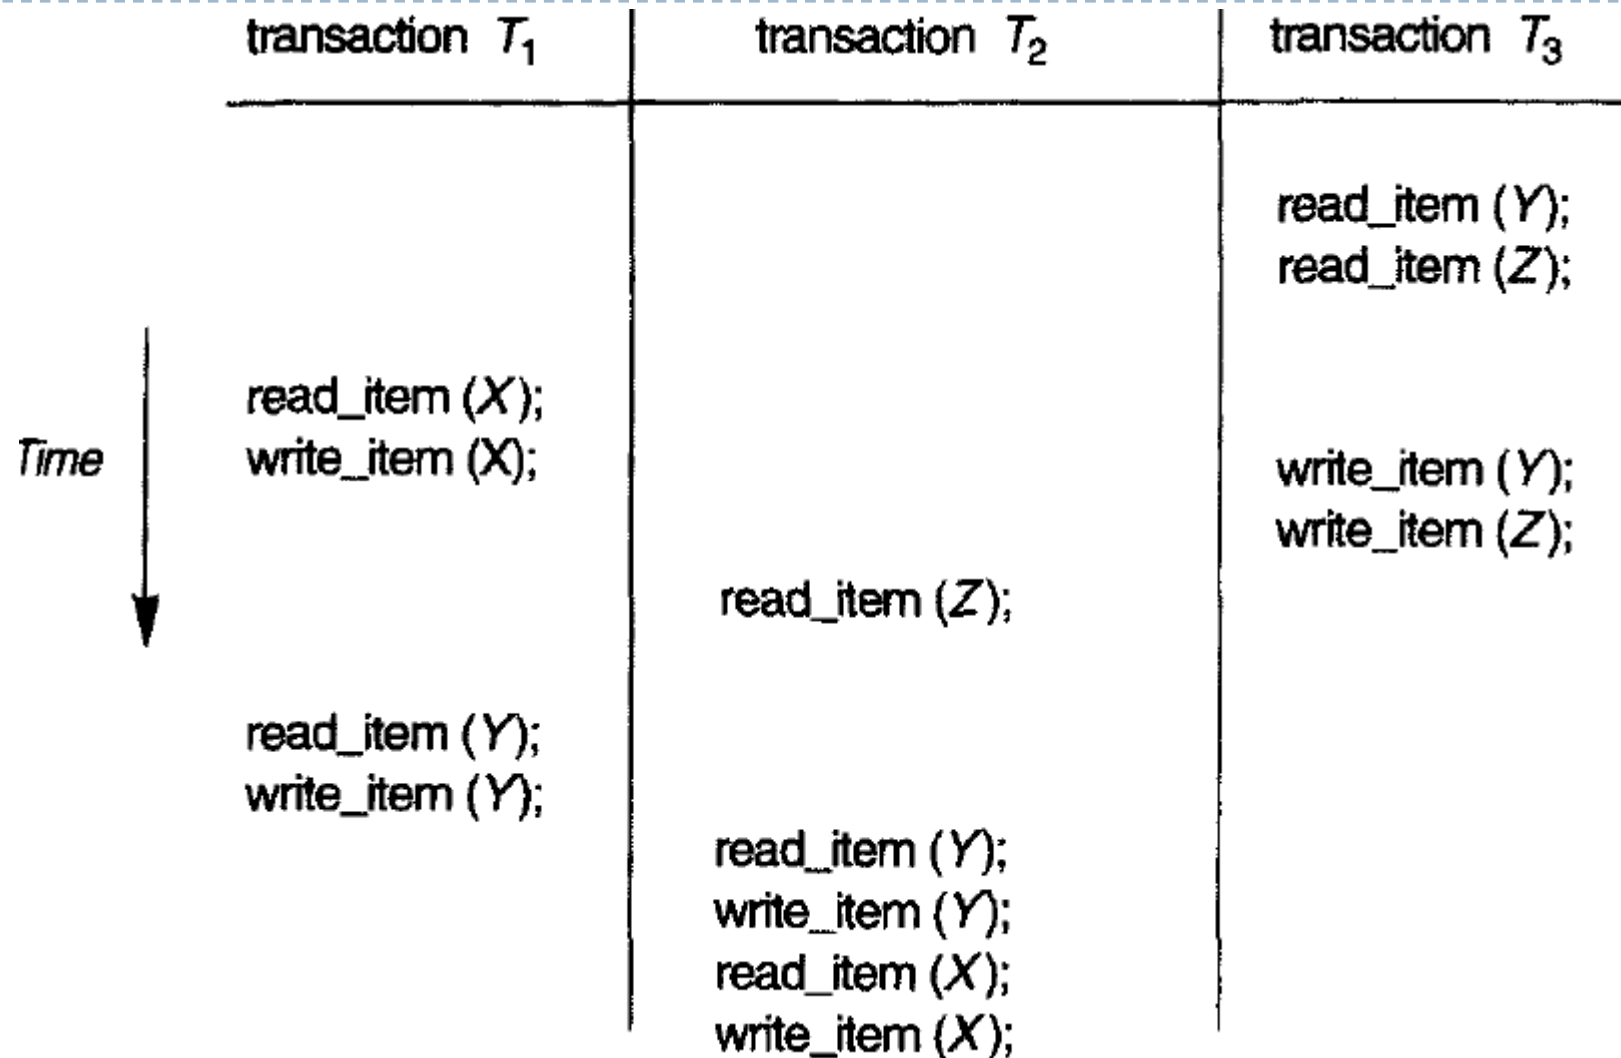 transaction T1 transaction T2 transaction T3
read_item (Y);
read_item (Z);
read_item (X);
Time write_item (X); write_item (Y);
write_item (Z);
read_item (Z);
read_item (Y);
write_item (Y);
read_item (Y);
write_item (Y);
read_item (X);
write_item (X);